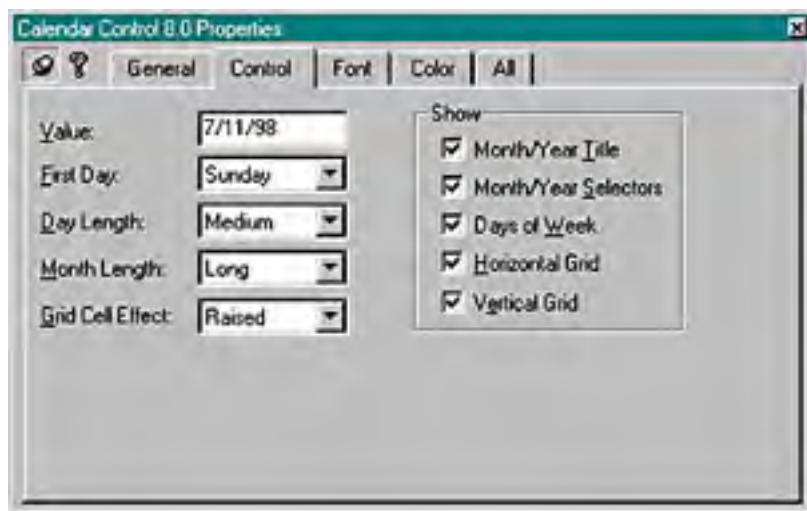 Calendar Control 8.0 Properties
General Control Font Color All
Value: 7/11/98
First Day: Sunday
Day Length: Medium
Month Length: Long
Grid Cell Effect: Raised
Show
Month/Year Title
Month/Year Selectors
Days of Week
Horizontal Grid
Vertical Grid